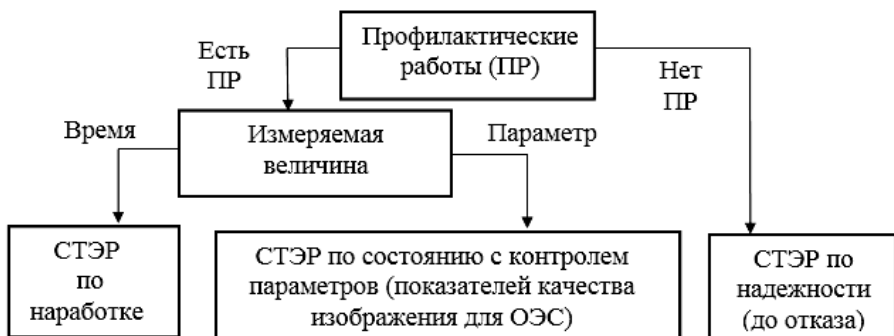 Профилактические
работы (ПР)
Есть
ПР
Нет
ПР
Измеряемая
величина
Время
Параметр
СТЭР
по
наработке
СТЭР по состоянию с контролем
параметров (показателей качества
изображения для ОЭС)
СТЭР по
надежности
(до отказа)